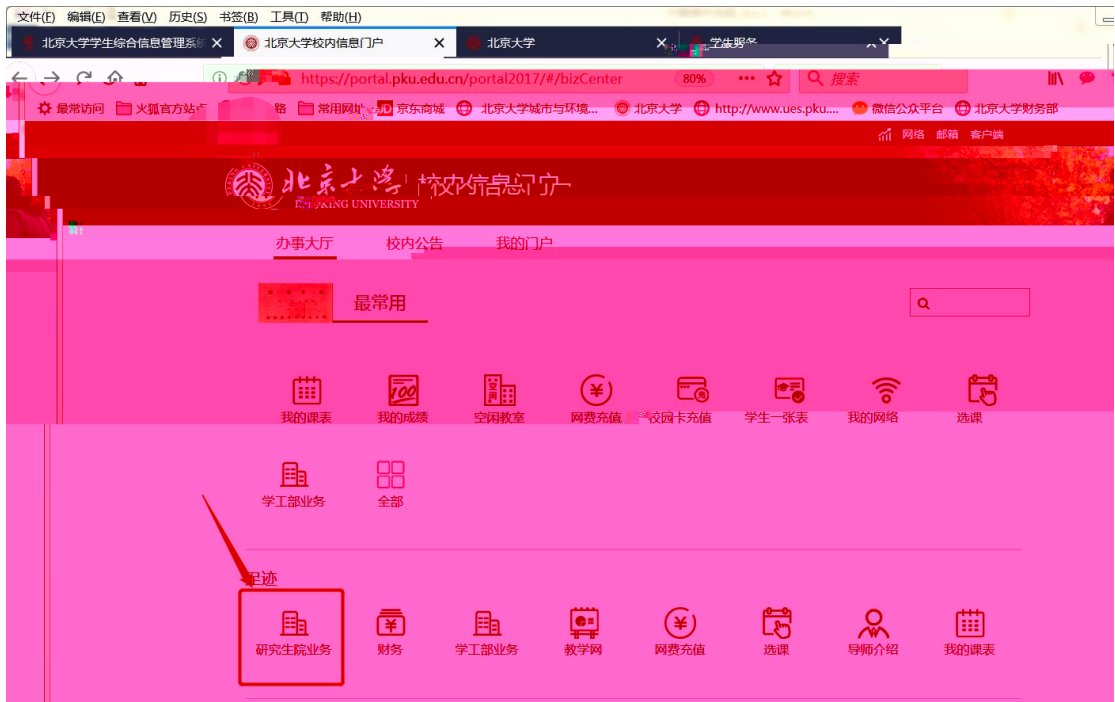 文件(F) 编辑(E) 查看(V) 历史(S) 书签(B) 工具(T) 帮助(H)
北京大学学生综合信息管理系统 北京大学校内信息门户 北京大学
https://portal.pku.edu.cn/portal2017/#/bizCenter 80% 搜索
最常访问 火狐官方站点 常用网址 JD 京东商城 北京大学城市与环境... 北京大学 http://www.ues.pku.... 微信公众平台 北京大学财务部
网络 邮箱 客户端
北京大学 校内信息门户
PEKING UNIVERSITY
办事大厅 校内公告 我的门户
最常用
我的课表 我的成绩 空闲教室 网费充值 校园卡充值 学生一张表 我的网络 选课
学工部业务 全部
足迹
研究生院业务 财务 学工部业务 教学网 网费充值 选课 导师介绍 我的课表